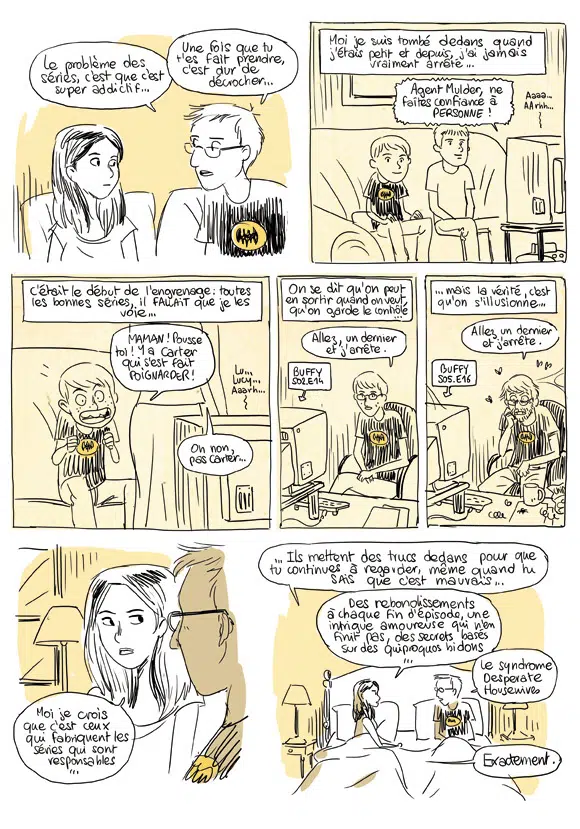 Le problème des
séries, c'est que c'est
super addictif...
Une fois que tu
t'es fait prendre,
c'est dur de
décrocher...
Moi je suis tombé dedans quand
j'étais petit et depuis, j'ai jamais
vraiment arrêté...
Agent Mulder, ne
faites confiance à
PERSONNE !
Aaaa...
AArhh...
C'était le début de l'engrenage : toutes
les bonnes séries, il FALLAIT que je les
voie...
MAMAN ! Pousse
toi ! Y a Carter
qui s'est fait
POIGNARDER !
Lu...
Lucy...
Aaarh...
Oh non,
pas Carter...
On se dit qu'on peut
en sortir quand on veut,
qu'on garde le contrôle
...
Allez, un dernier
et j'arrête.
BUFFY
S02.E14
... mais la vérité, c'est
qu'on s'illusionne...
Allez, un dernier
et j'arrête.
BUFFY
S05.E16
Moi je crois
que c'est ceux
qui fabriquent les
séries qui sont
responsables
...
... Ils mettent des trucs dedans pour que
tu continues à regarder, même quand tu
SAIS que c'est mauvais...
Des rebondissements
à chaque fin d'épisode, une
intrigue amoureuse qui n'en
finit pas, des secrets basés
sur des quiproquos bidons
...
Le syndrome
Desperate
Housewives
Exactement.